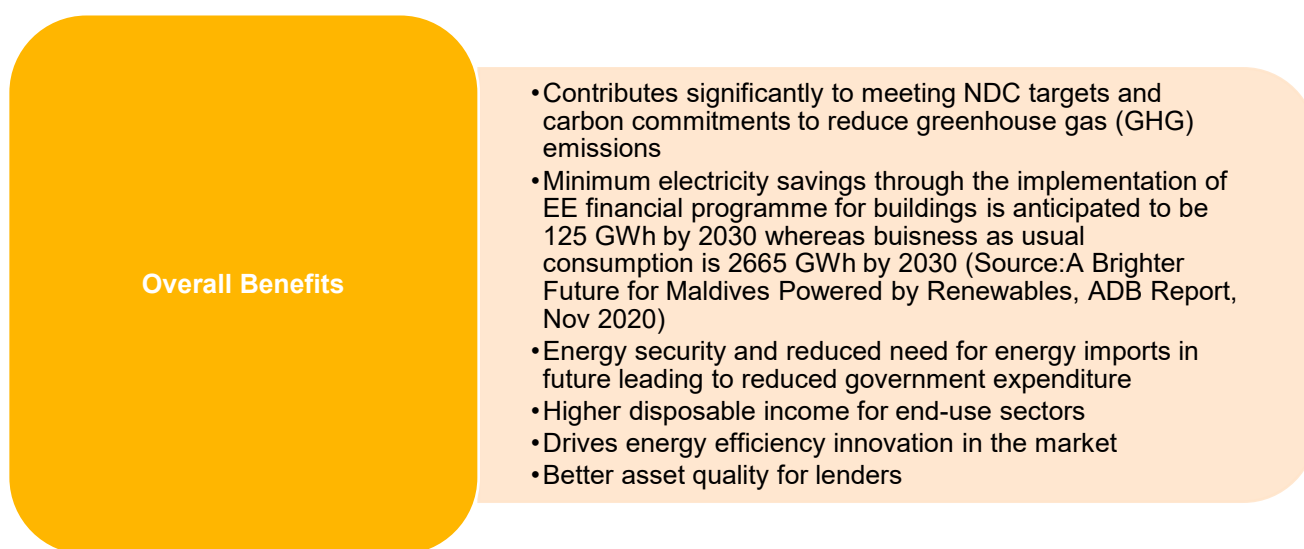 Overall Benefits
•Contributes significantly to meeting NDC targets and
carbon commitments to reduce greenhouse gas (GHG)
emissions
•Minimum electricity savings through the implementation of
EE financial programme for buildings is anticipated to be
125 GWh by 2030 whereas buisness as usual
consumption is 2665 GWh by 2030 (Source:A Brighter
Future for Maldives Powered by Renewables, ADB Report,
Nov 2020)
•Energy security and reduced need for energy imports in
future leading to reduced government expenditure
•Higher disposable income for end-use sectors
•Drives energy efficiency innovation in the market
•Better asset quality for lenders